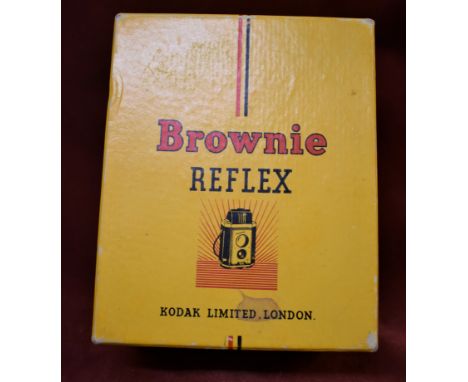 Brownie
REFLEX
KODAK LIMITED. LONDON.